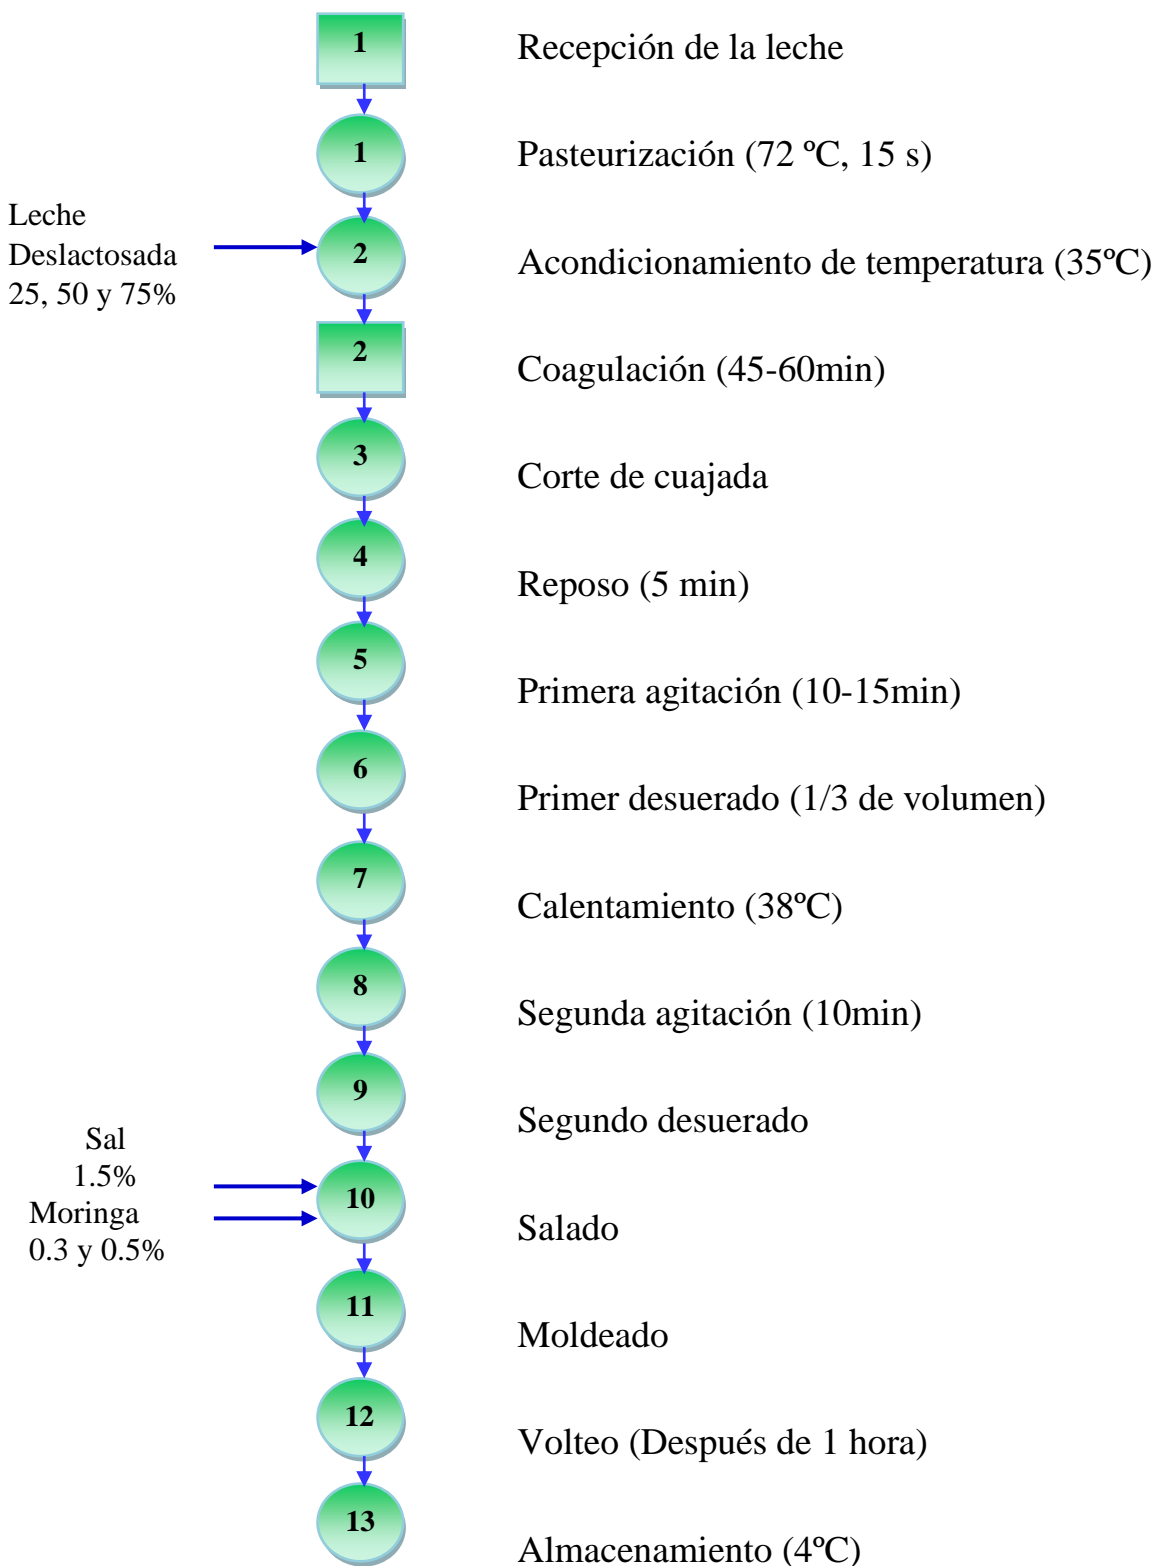 1
Recepción de la leche
1
Pasteurización (72 ºC, 15 s)
Leche
Deslactosada
25, 50 y 75%
2
Acondicionamiento de temperatura (35ºC)
2
Coagulación (45-60min)
3
Corte de cuajada
4
Reposo (5 min)
5
Primera agitación (10-15min)
6
Primer desuerado (1/3 de volumen)
7
Calentamiento (38ºC)
8
Segunda agitación (10min)
9
Segundo desuerado
Sal
1.5%
Moringa
0.3 y 0.5%
10
Salado
11
Moldeado
12
Volteo (Después de 1 hora)
13
Almacenamiento (4ºC)